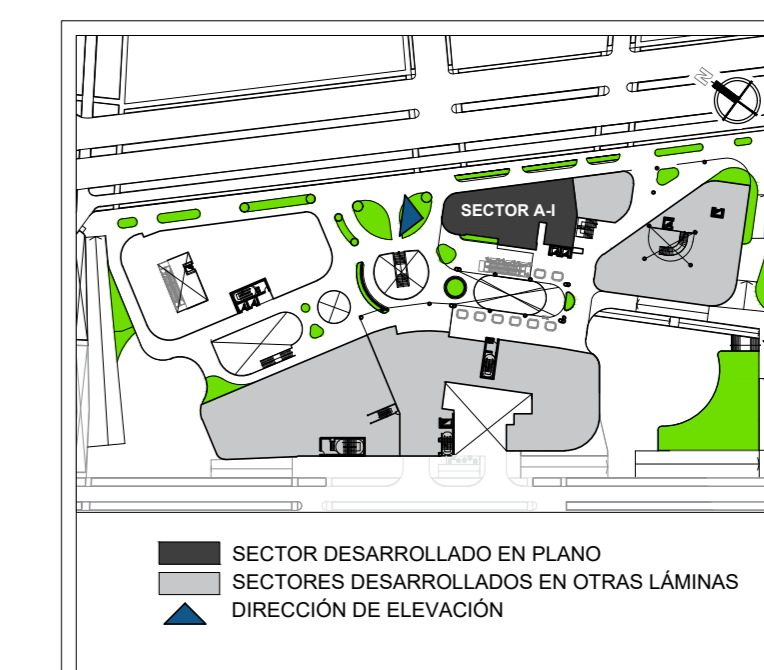 N
SECTOR A-I
SECTOR DESARROLLADO EN PLANO
SECTORES DESARROLLADOS EN OTRAS LÁMINAS
DIRECCIÓN DE ELEVACIÓN